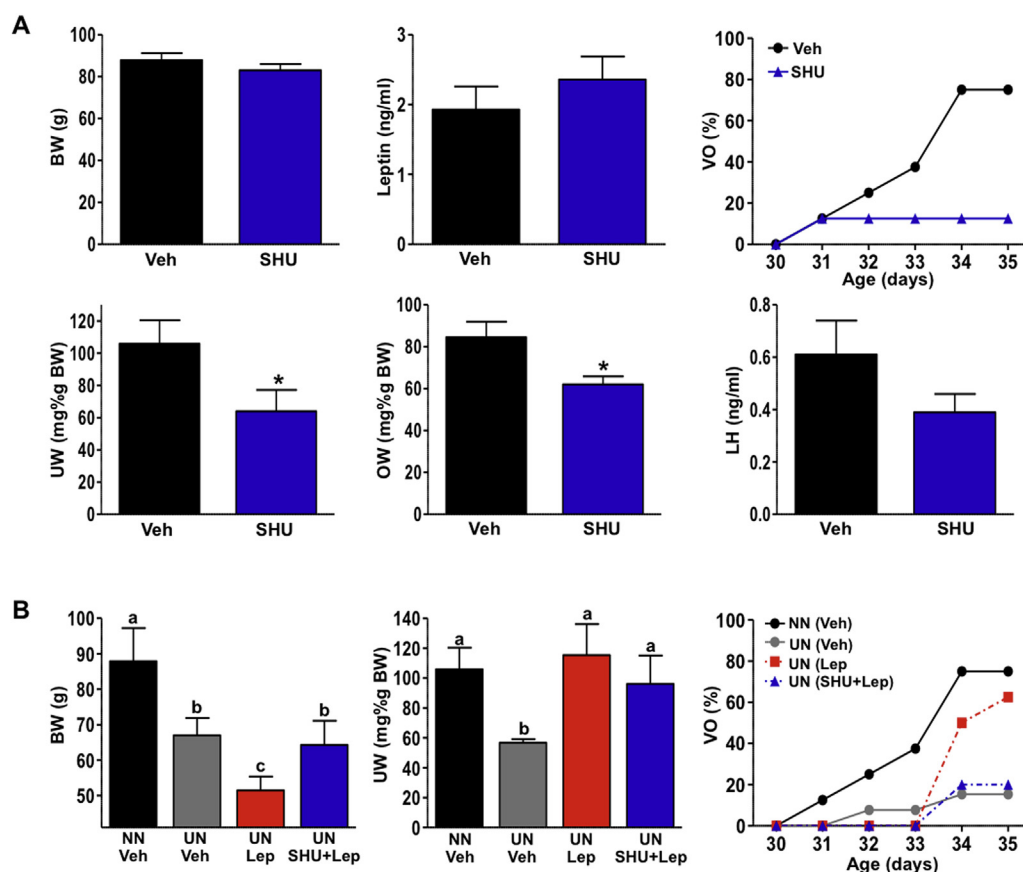 A
BW (g)
100
80
60
40
20
0
Veh
SHU
Leptin (ng/ml)
3
2
1
0
Veh
SHU
VO (%)
Veh
SHU
80
60
40
20
0
30
31
32
33
34
35
Age (days)
UW (mg%g BW)
120
100
80
60
40
20
0
*
Veh
SHU
OW (mg%g BW)
100
80
60
40
20
0
*
Veh
SHU
LH (ng/ml)
0.8
0.6
0.4
0.2
0.0
Veh
SHU
B
BW (g)
100
90
80
70
60
50
a
b
c
b
NN
Veh
UN
Veh
UN
Lep
UN
SHU+Lep
UW (mg%g BW)
140
120
100
80
60
40
20
0
a
b
a
a
NN
Veh
UN
Veh
UN
Lep
UN
SHU+Lep
VO (%)
NN (Veh)
UN (Veh)
UN (Lep
UN (SHU+Lep)
80
60
40
20
0
30
31
32
33
34
35
Age (days)